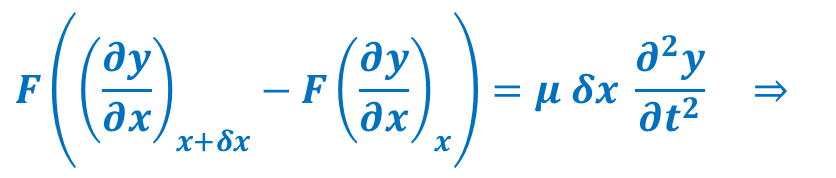 F((∂y/∂x)_{x+δx} − F(∂y/∂x)_x) = μ δx ∂²y/∂t² ⇒